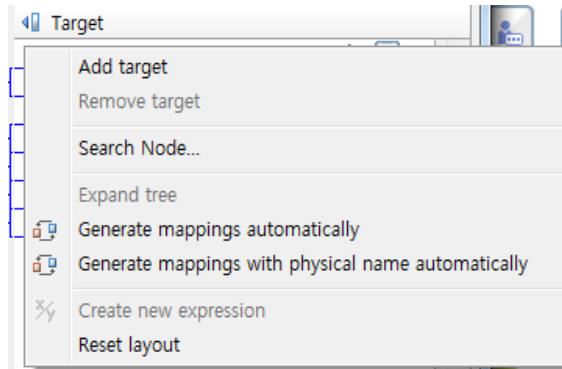 Target
Add target
Remove target
Search Node...
Expand tree
Generate mappings automatically
Generate mappings with physical name automatically
Create new expression
Reset layout